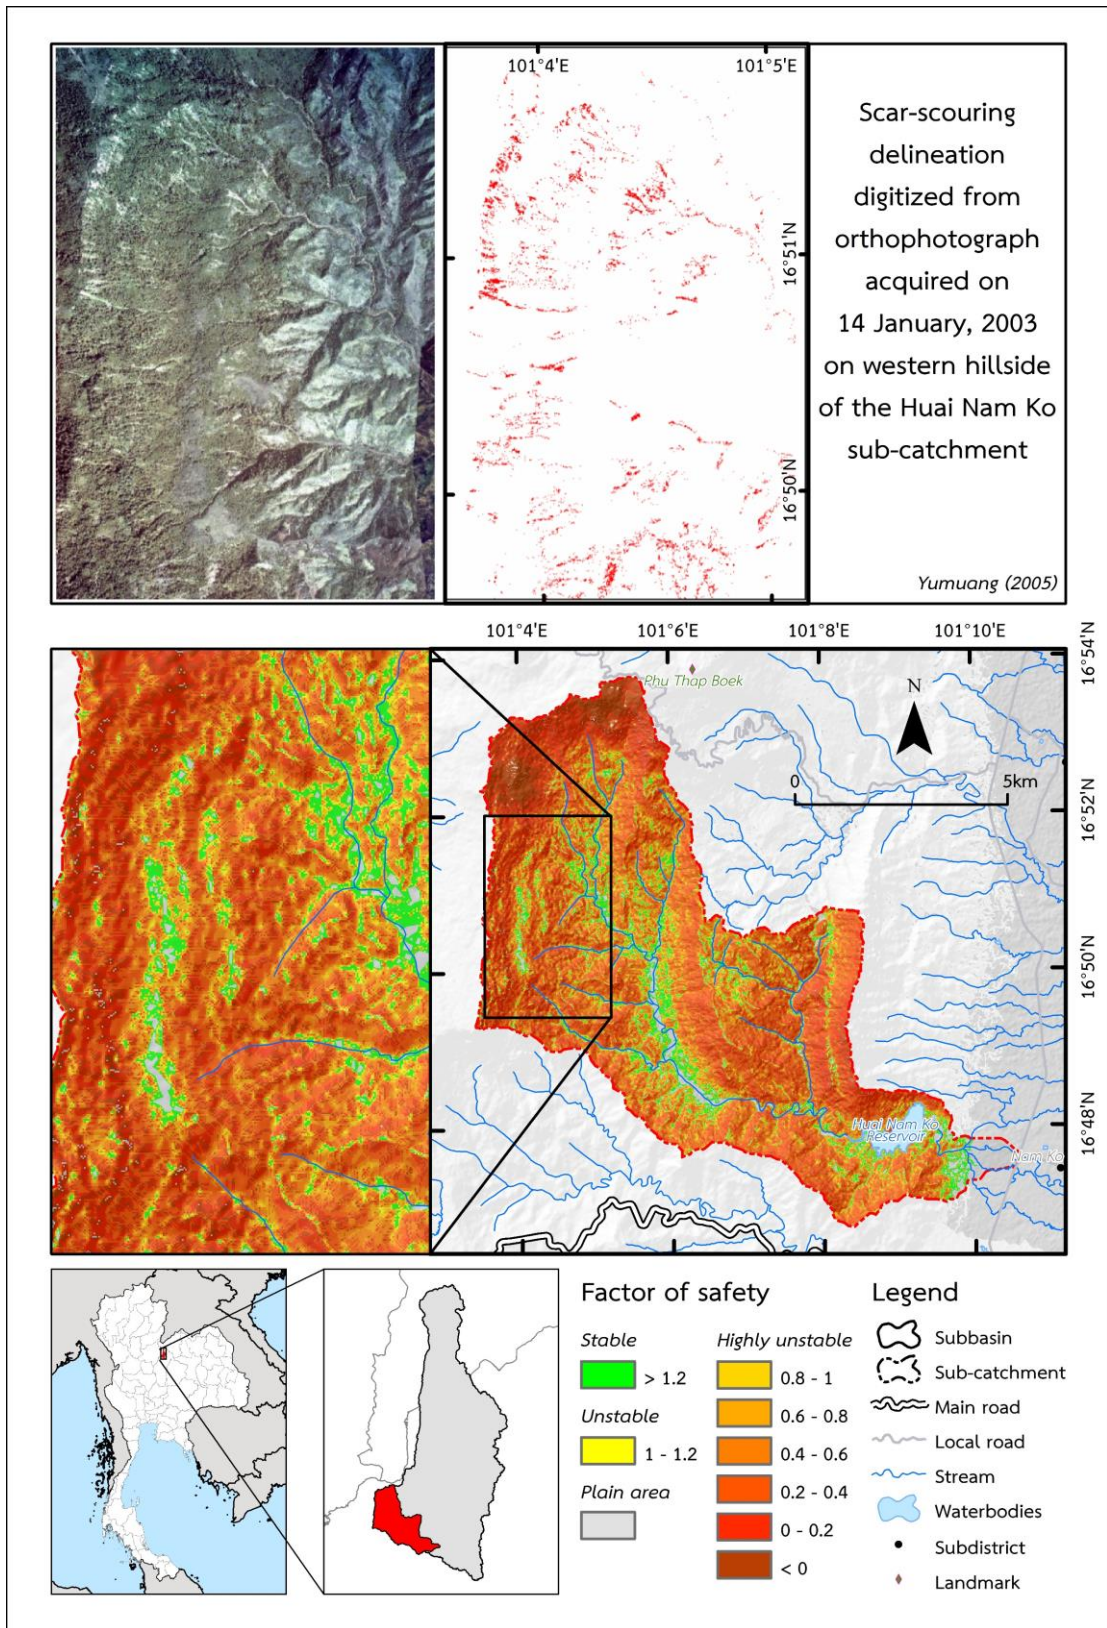 101°4'E
101°5'E
16°51'N
16°50'N
Scar-scouring
delineation
digitized from
orthophotograph
acquired on
14 January, 2003
on western hillside
of the Huai Nam Ko
sub-catchment
Yumuang (2005)
101°4'E
101°6'E
101°8'E
101°10'E
16°54'N
16°52'N
16°50'N
16°48'N
Phu Thap Boek
N
0
5km
Huai Nam Ko
Reservoir
Nam Ko
Factor of safety
Stable
> 1.2
Unstable
1 - 1.2
Plain area
Highly unstable
0.8 - 1
0.6 - 0.8
0.4 - 0.6
0.2 - 0.4
0 - 0.2
< 0
Legend
Subbasin
Sub-catchment
Main road
Local road
Stream
Waterbodies
Subdistrict
Landmark